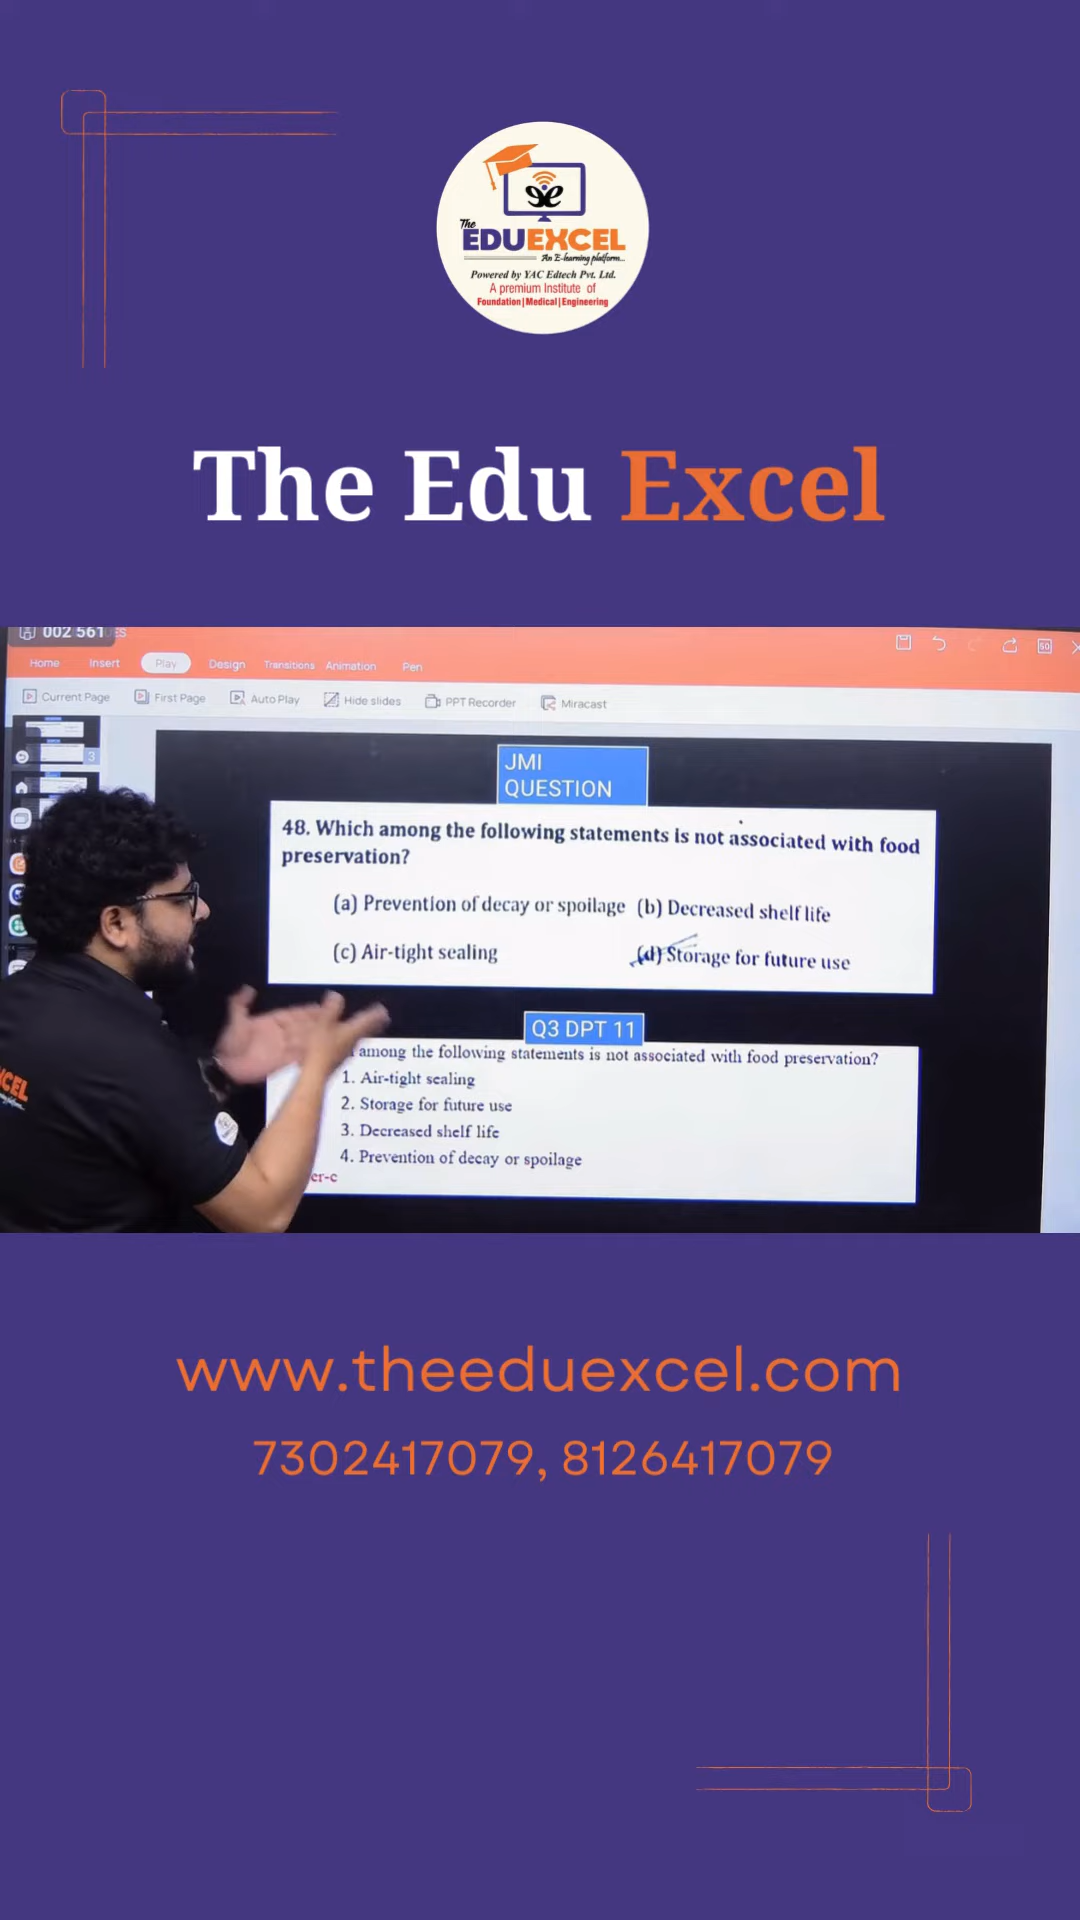 The
EDUEXCEL
An E-learning platform...
Powered by YAC Edtech Pvt. Ltd.
A premium Institute of
Foundation|Medical|Engineering
The Edu Excel
002 561
Home Insert Play Design Transitions Animation Pen
Current Page First Page Auto Play Hide slides PPT Recorder Miracast
3
JMI
QUESTION
48. Which among the following statements is not associated with food
preservation?
(a) Prevention of decay or spoilage (b) Decreased shelf life
(c) Air-tight sealing (d) Storage for future use
Q3 DPT 11
among the following statements is not associated with food preservation?
1. Air-tight sealing
2. Storage for future use
3. Decreased shelf life
4. Prevention of decay or spoilage
er-c
www.theeduexcel.com
7302417079, 8126417079